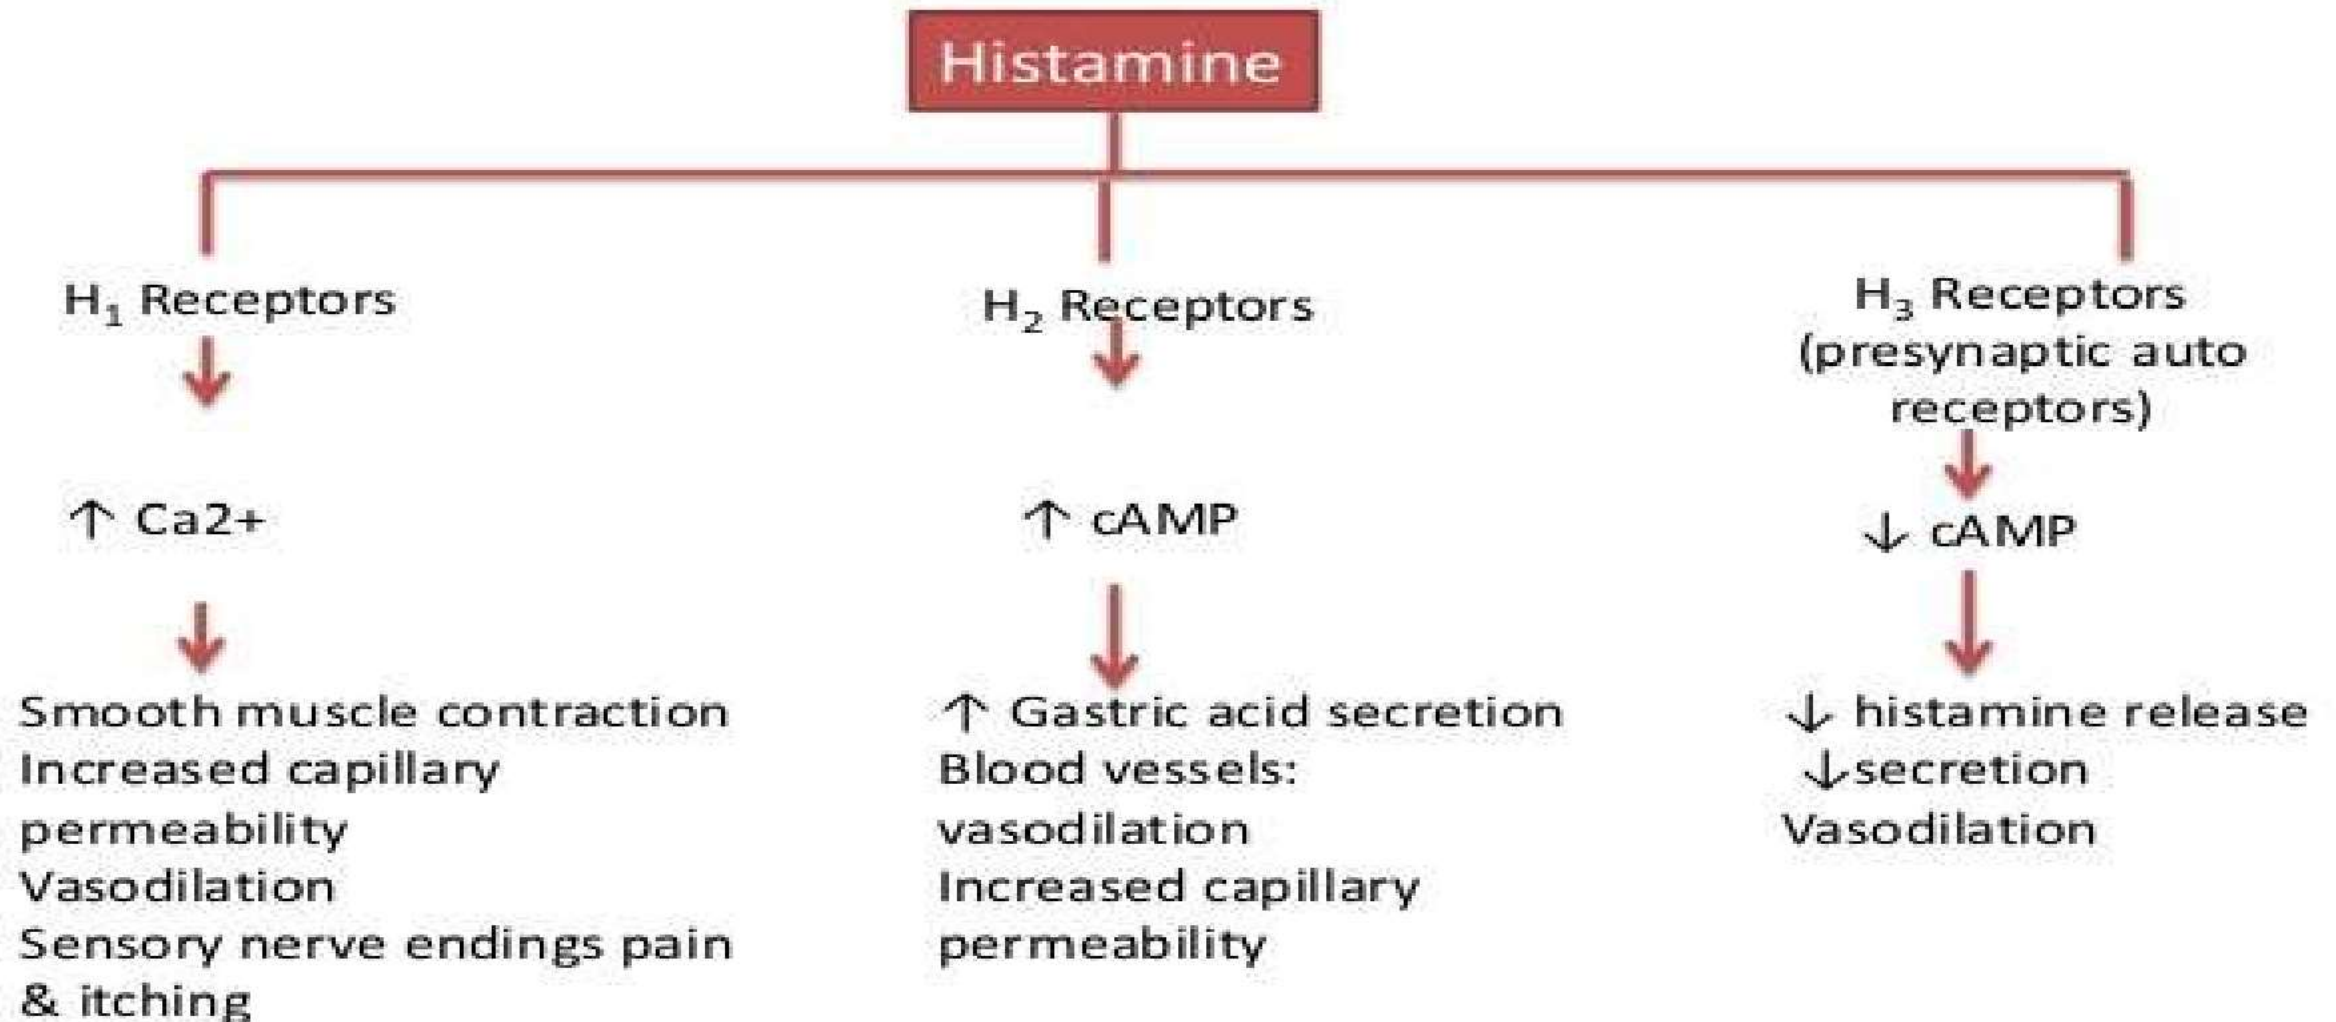 Histamine
H₁ Receptors
↑ Ca2+
Smooth muscle contraction
Increased capillary
permeability
Vasodilation
Sensory nerve endings pain
& itching
H₂ Receptors
↑ cAMP
↑ Gastric acid secretion
Blood vessels:
vasodilation
Increased capillary
permeability
H₃ Receptors
(presynaptic auto
receptors)
↓ cAMP
↓ histamine release
↓secretion
Vasodilation